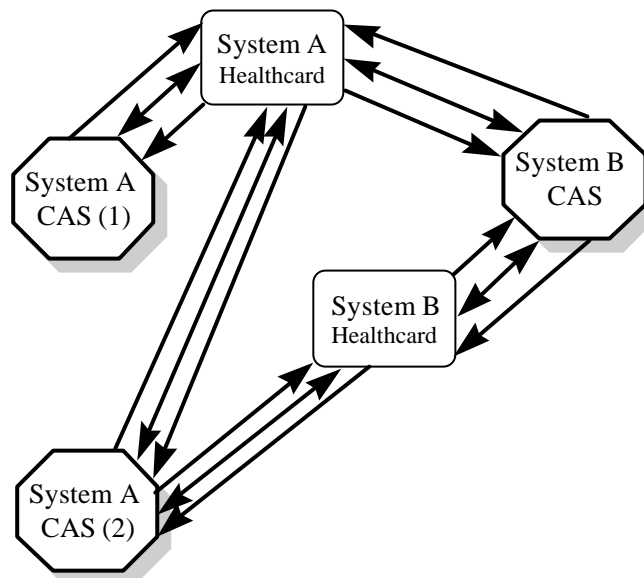 System A
Healthcard
System A
CAS (1)
System B
CAS
System B
Healthcard
System A
CAS (2)